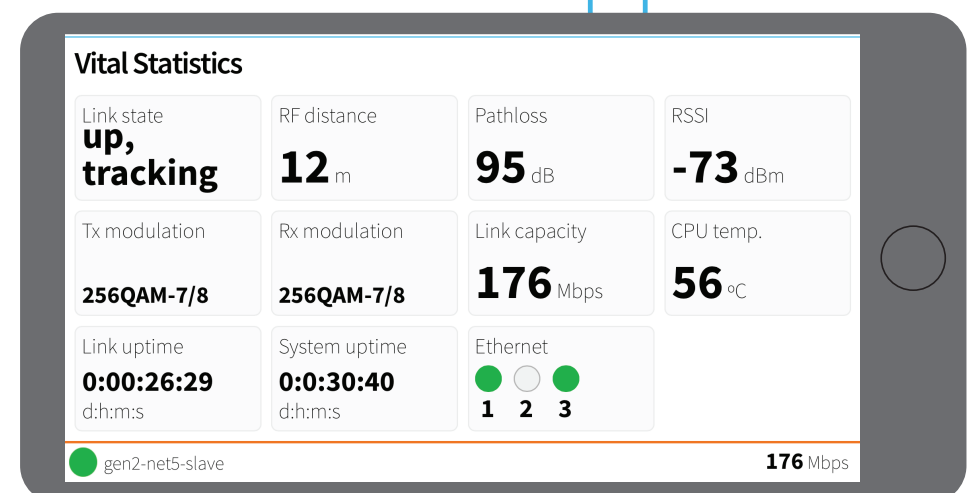 Vital Statistics
Link state
up,
tracking
RF distance
12 m
Pathloss
95 dB
RSSI
-73 dBm
Tx modulation
256QAM-7/8
Rx modulation
256QAM-7/8
Link capacity
176 Mbps
CPU temp.
56 ºC
Link uptime
0:00:26:29
d:h:m:s
System uptime
0:0:30:40
d:h:m:s
Ethernet
1 2 3
gen2-net5-slave
176 Mbps